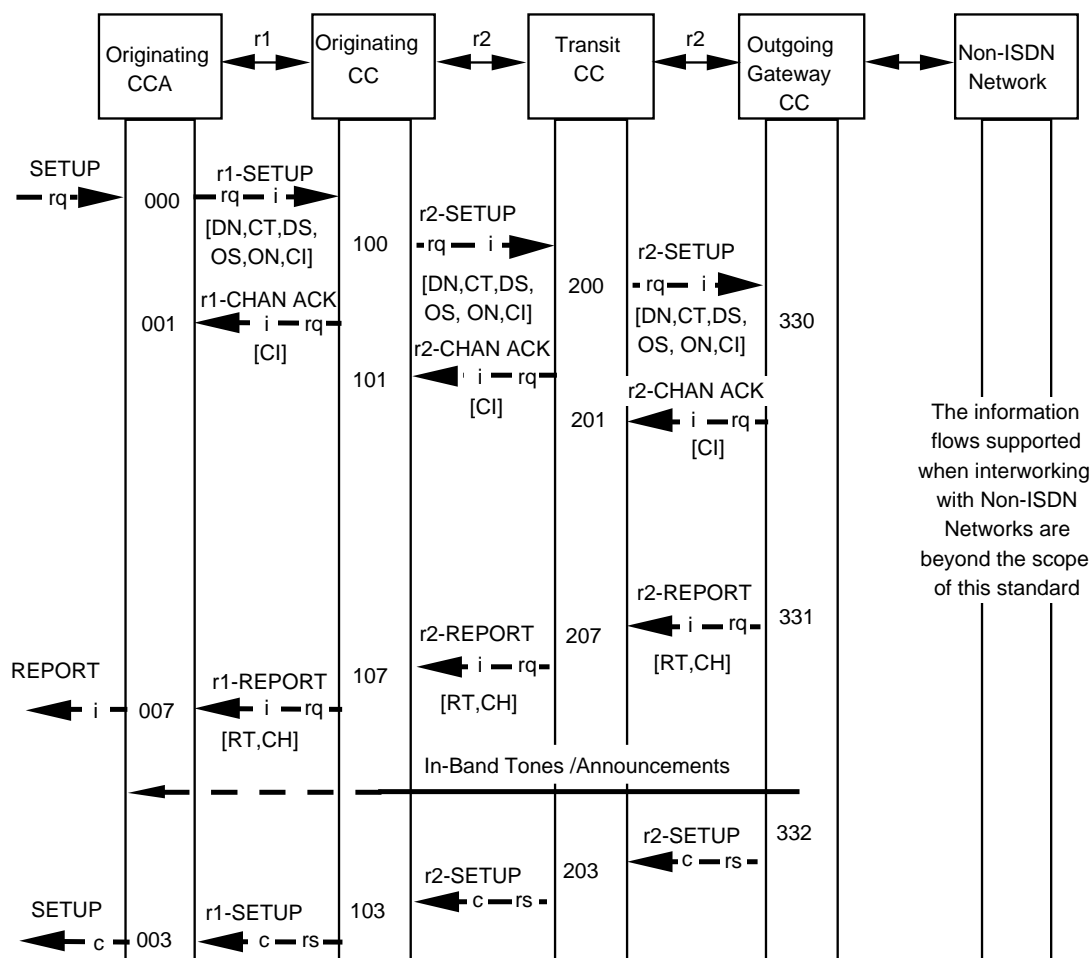 Originating
CCA
r1
Originating
CC
r2
Transit
CC
r2
Outgoing
Gateway
CC
Non-ISDN
Network
SETUP
rq
000
r1-SETUP
rq i
[DN,CT,DS,
OS,ON,CI]
100
r2-SETUP
rq i
[DN,CT,DS,
OS, ON,CI]
200
r2-SETUP
rq i
[DN,CT,DS,
OS, ON,CI]
330
001
r1-CHAN ACK
i rq
[CI]
101
r2-CHAN ACK
i rq
[CI]
201
r2-CHAN ACK
i rq
[CI]
The information
flows supported
when interworking
with Non-ISDN
Networks are
beyond the scope
of this standard
r2-REPORT
i rq
[RT,CH]
331
207
r2-REPORT
i rq
[RT,CH]
107
r1-REPORT
i rq
[RT,CH]
007
REPORT
i
In-Band Tones /Announcements
332
r2-SETUP
c rs
203
r2-SETUP
c rs
103
r1-SETUP
c rs
003
SETUP
c